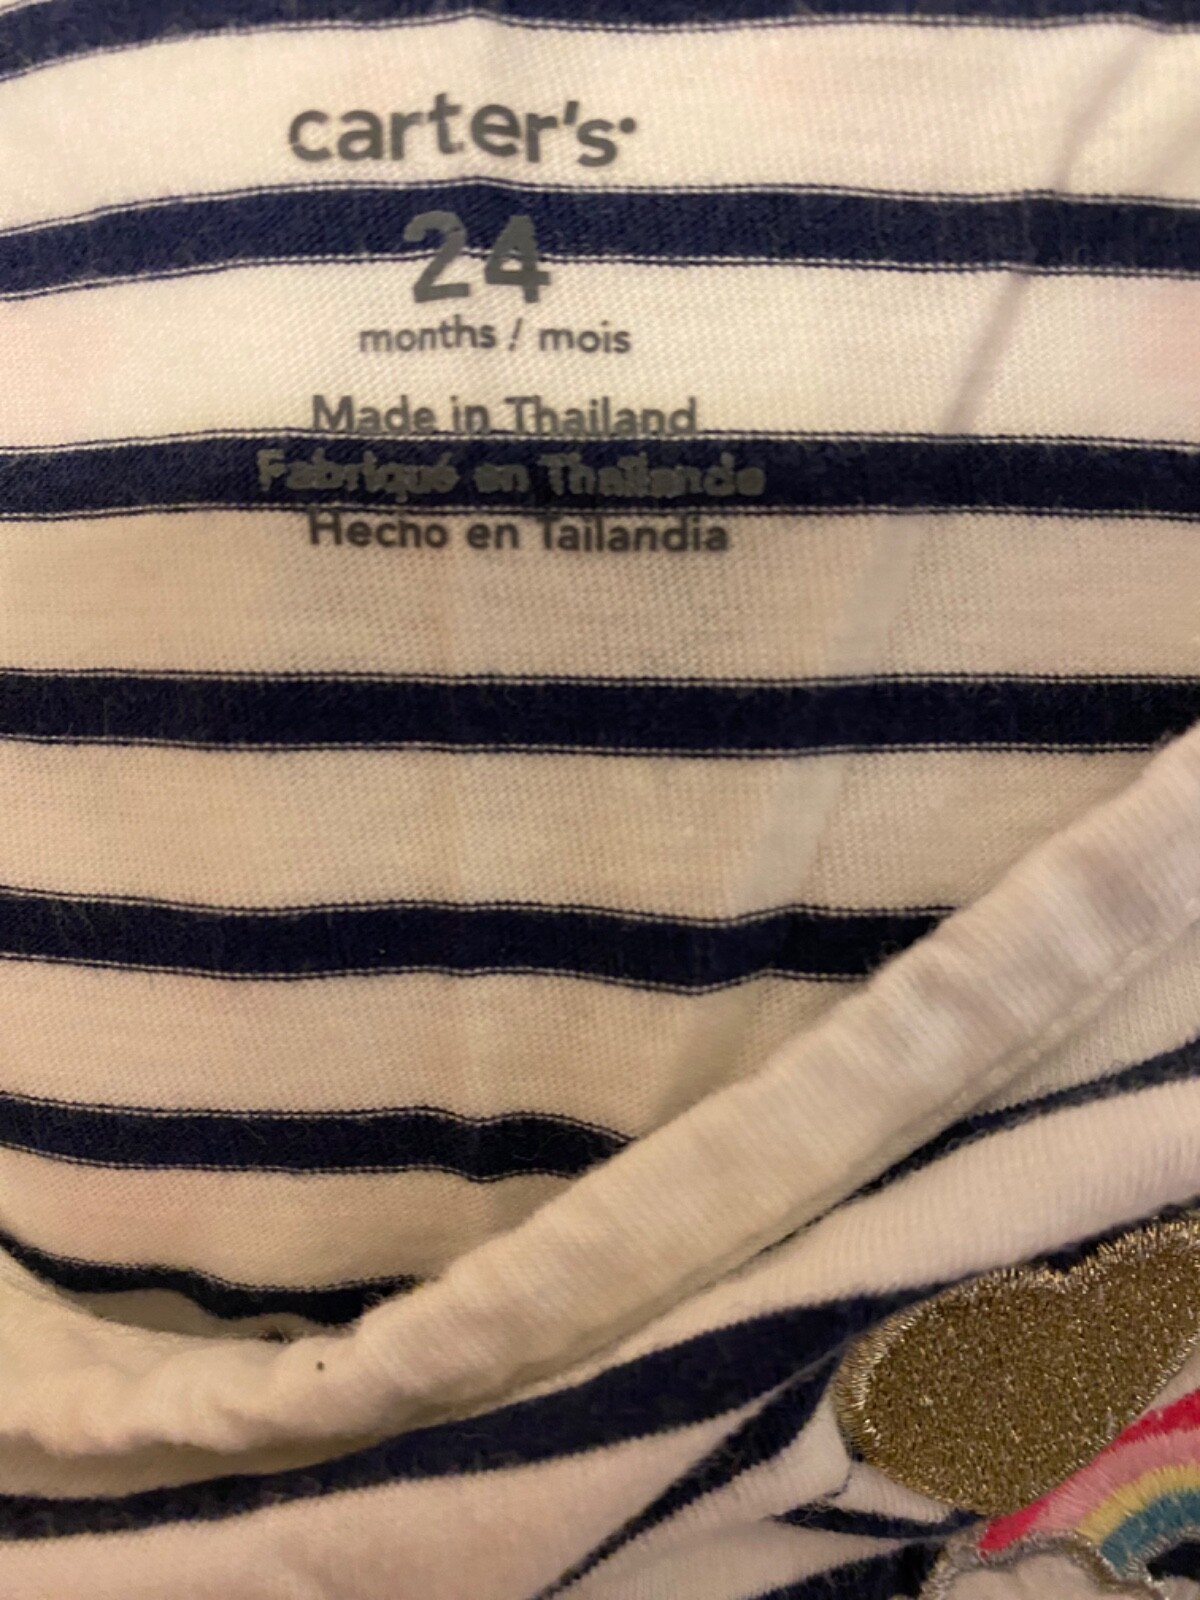 carter's
24
months / mois
Made in Thailand
Fabriqué en Thaïlande
Hecho en Tailandia